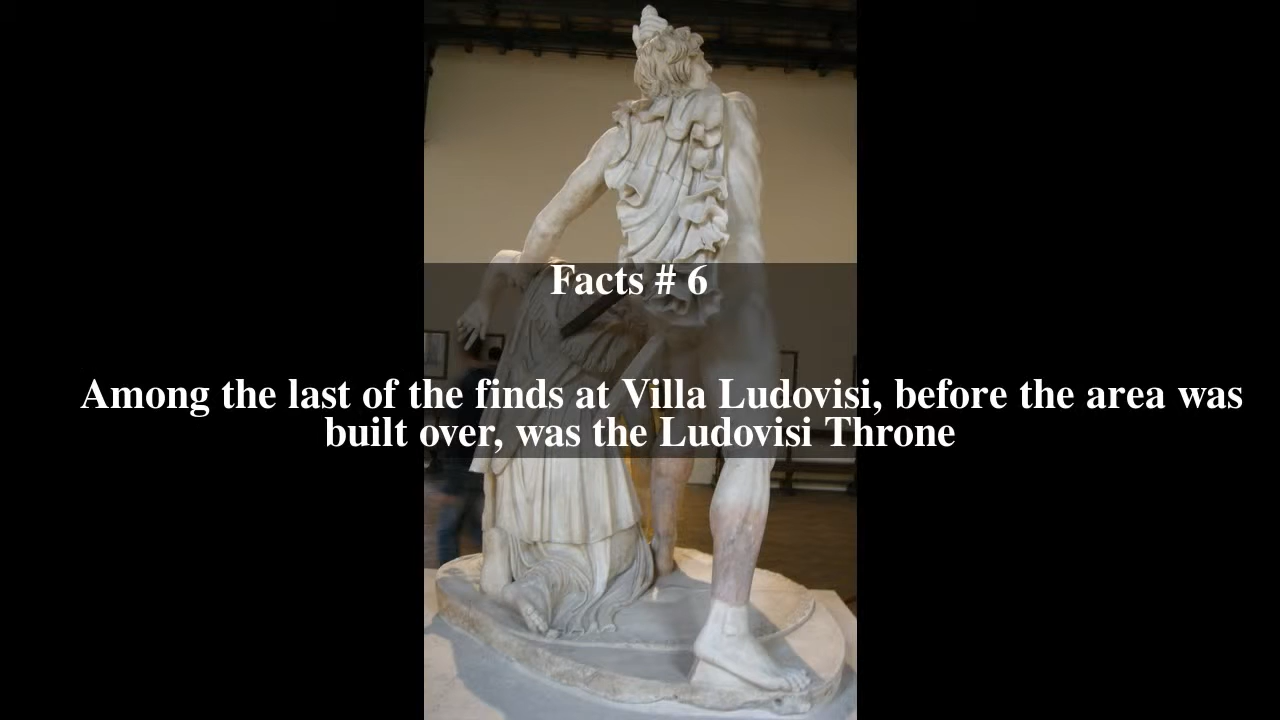 Facts # 6
Among the last of the finds at Villa Ludovisi, before the area was
built over, was the Ludovisi Throne